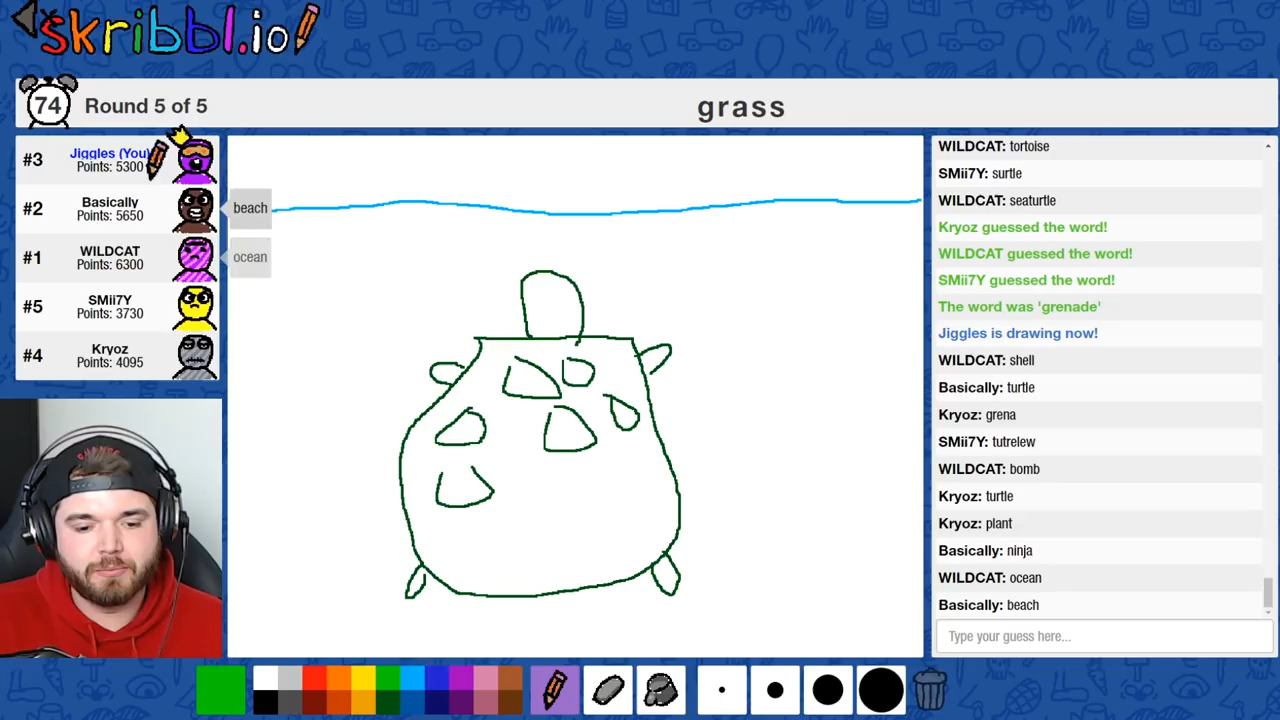 skribbl.io
74
Round 5 of 5
grass
#3
Jiggles (You)
Points: 5300
#2
Basically
Points: 5650
#1
WILDCAT
Points: 6300
#5
SMii7Y
Points: 3730
#4
Kryoz
Points: 4095
beach
ocean
WILDCAT: tortoise
SMii7Y: surtle
WILDCAT: seaturtle
Kryoz guessed the word!
WILDCAT guessed the word!
SMii7Y guessed the word!
The word was 'grenade'
Jiggles is drawing now!
WILDCAT: shell
Basically: turtle
Kryoz: grena
SMii7Y: tutrelew
WILDCAT: bomb
Kryoz: turtle
Kryoz: plant
Basically: ninja
WILDCAT: ocean
Basically: beach
Type your guess here...